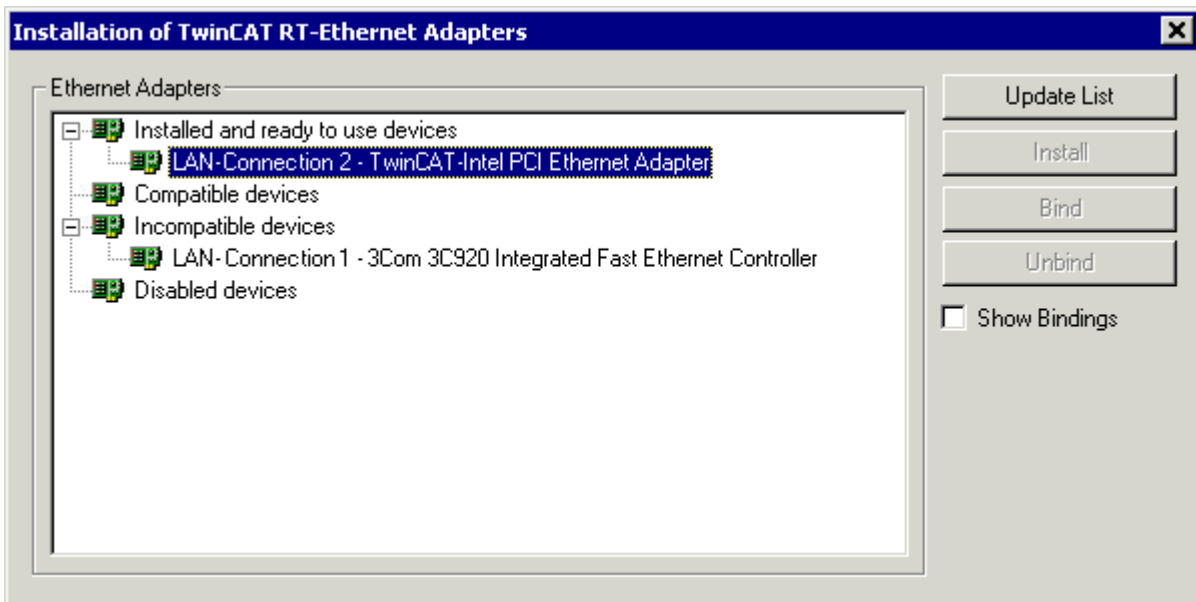 Installation of TwinCAT RT-Ethernet Adapters
Ethernet Adapters
Installed and ready to use devices
LAN-Connection 2 - TwinCAT-Intel PCI Ethernet Adapter
Compatible devices
Incompatible devices
LAN-Connection 1 - 3Com 3C920 Integrated Fast Ethernet Controller
Disabled devices
Update List
Install
Bind
Unbind
Show Bindings